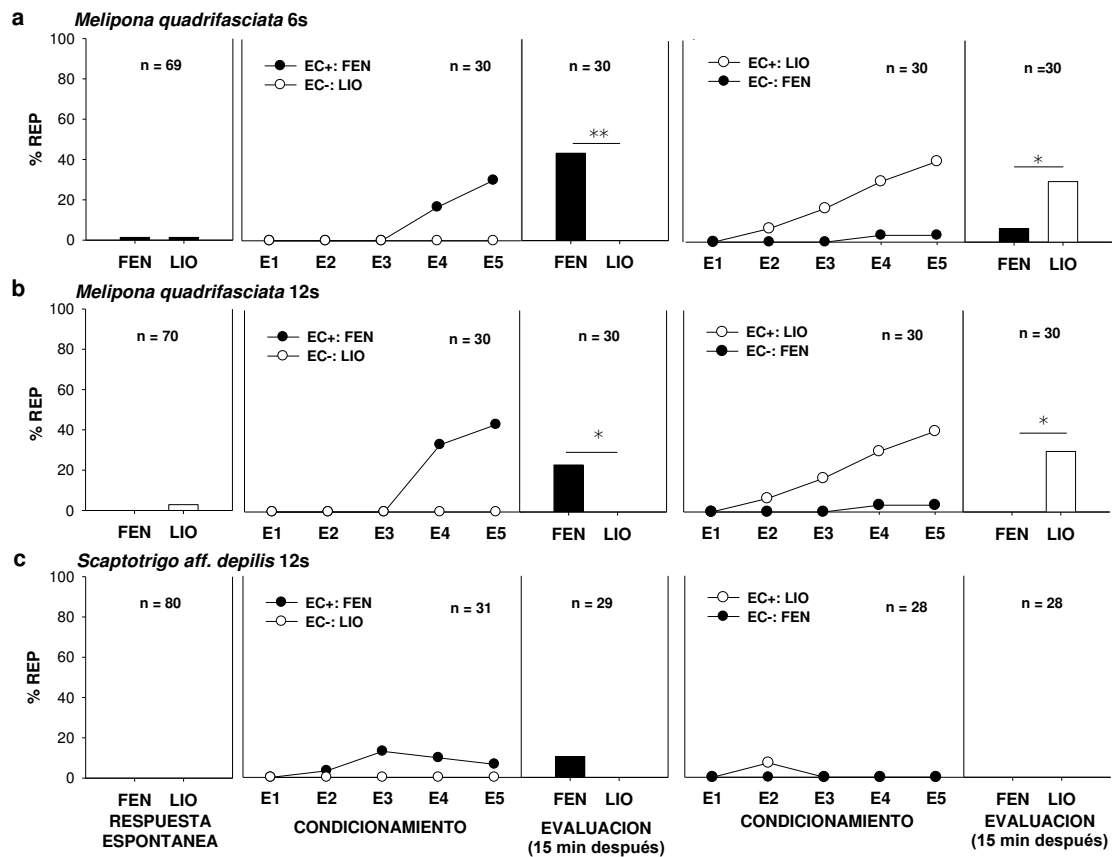 a Melipona quadrifasciata 6s
100
80
60
40
20
0
% REP
n = 69
FEN LIO
EC+: FEN
EC-: LIO
n = 30
E1 E2 E3 E4 E5
n = 30
**
FEN LIO
EC+: LIO
EC-: FEN
n = 30
E1 E2 E3 E4 E5
n =30
*
FEN LIO
b Melipona quadrifasciata 12s
100
80
60
40
20
0
% REP
n = 70
FEN LIO
EC+: FEN
EC-: LIO
n = 30
E1 E2 E3 E4 E5
n = 30
*
FEN LIO
EC+: LIO
EC-: FEN
n = 30
E1 E2 E3 E4 E5
n = 30
*
FEN LIO
c Scaptotrigo aff. depilis 12s
100
80
60
40
20
0
% REP
n = 80
FEN LIO
RESPUESTA
ESPONTANEA
EC+: FEN
EC-: LIO
n = 31
E1 E2 E3 E4 E5
CONDICIONAMIENTO
n = 29
FEN LIO
EVALUACION
(15 min después)
EC+: LIO
EC-: FEN
n = 28
E1 E2 E3 E4 E5
CONDICIONAMIENTO
n = 28
FEN LIO
EVALUACION
(15 min después)